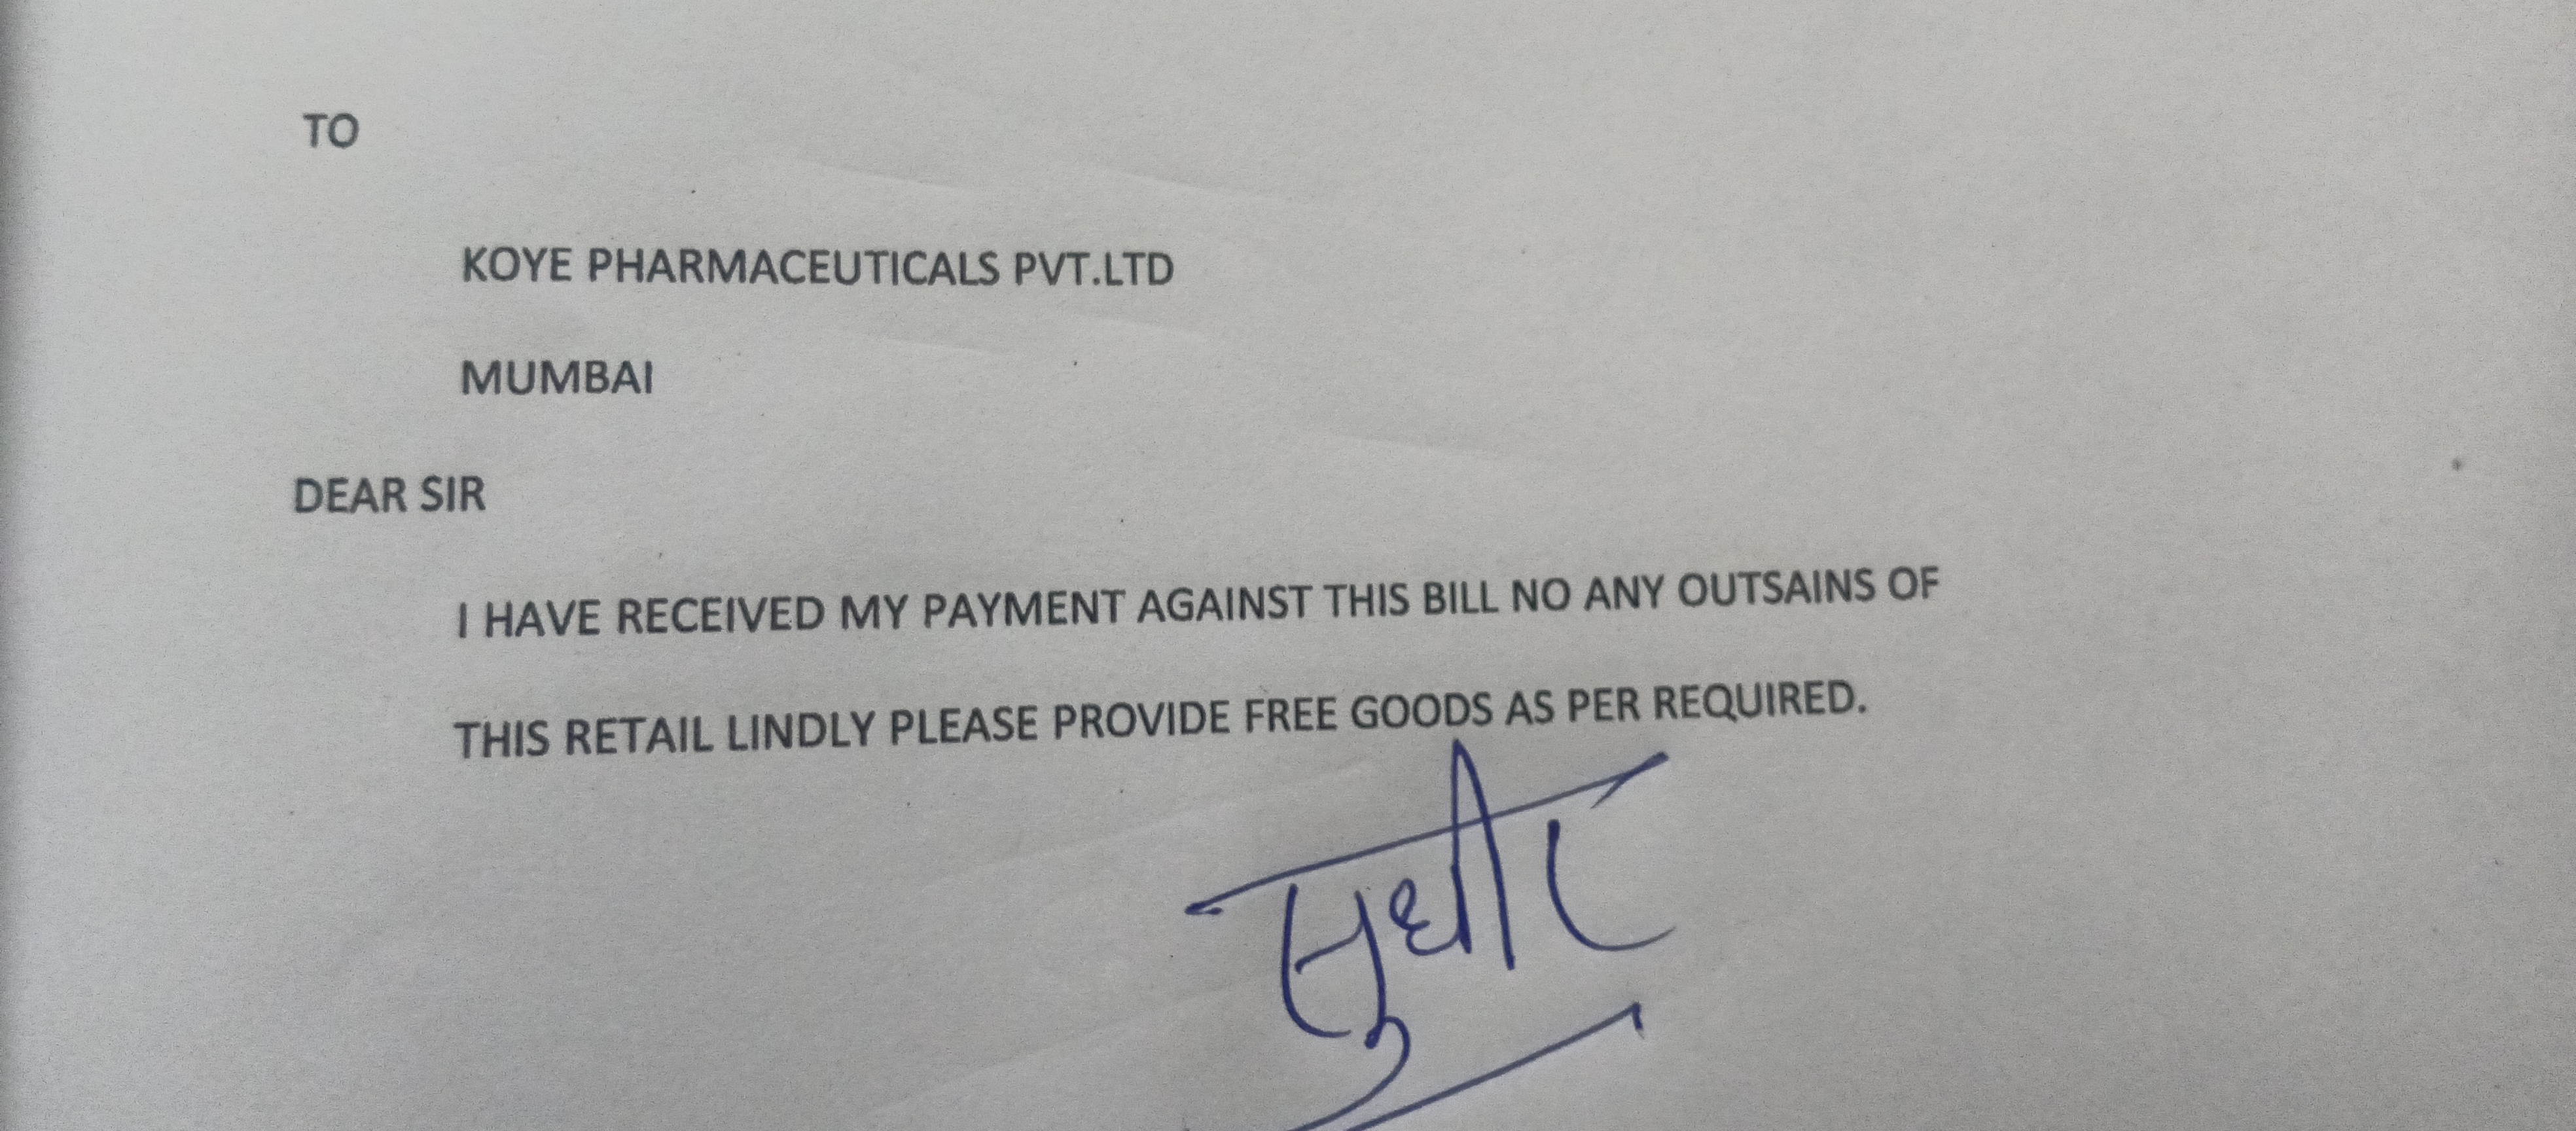 TO
KOYE PHARMACEUTICALS PVT.LTD
MUMBAI
DEAR SIR
I HAVE RECEIVED MY PAYMENT AGAINST THIS BILL NO ANY OUTSAINS OF
THIS RETAIL LINDLY PLEASE PROVIDE FREE GOODS AS PER REQUIRED.
सुधीर